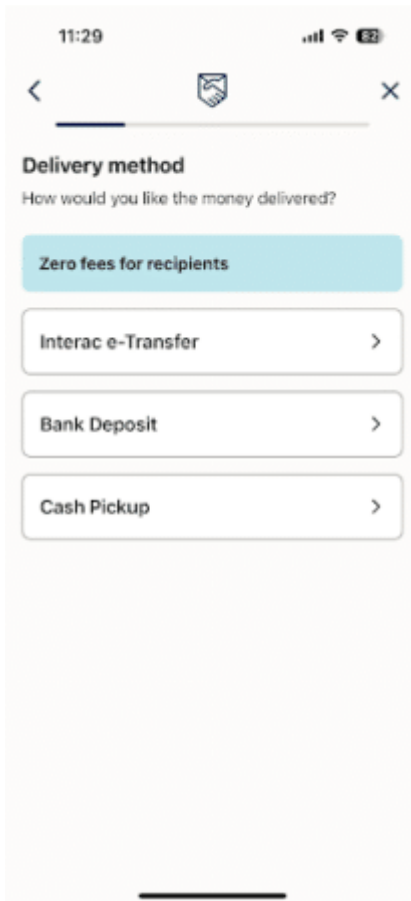 11:29
82
Delivery method
How would you like the money delivered?
Zero fees for recipients
Interac e-Transfer
Bank Deposit
Cash Pickup